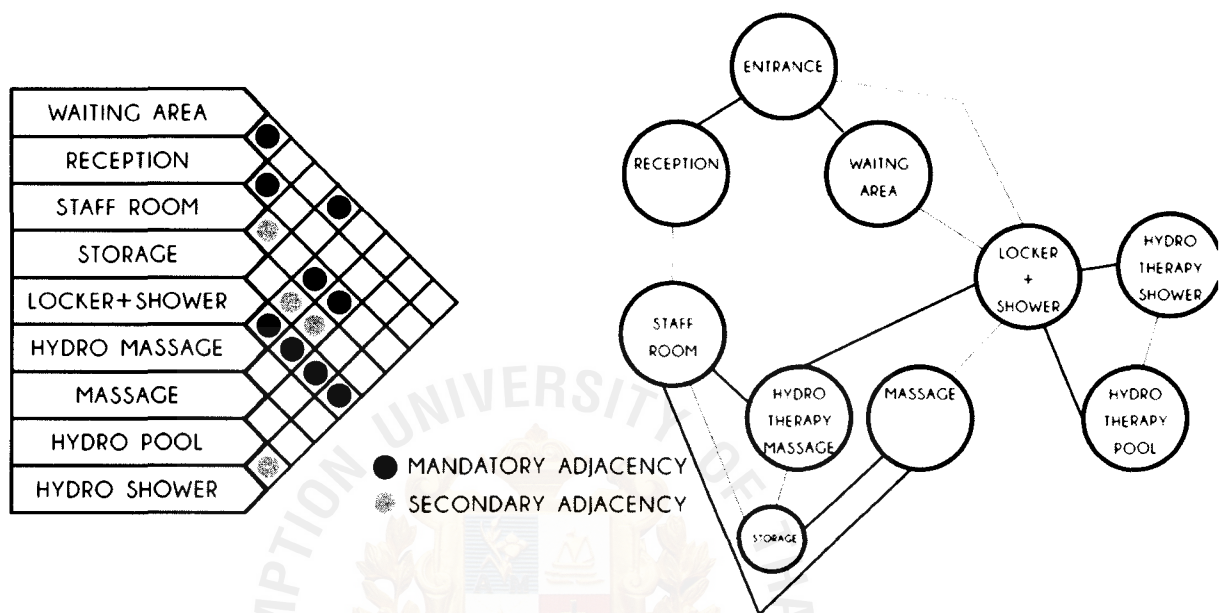 WAITING AREA
RECEPTION
STAFF ROOM
STORAGE
LOCKER+SHOWER
HYDRO MASSAGE
MASSAGE
HYDRO POOL
HYDRO SHOWER
MANDATORY ADJACENCY
SECONDARY ADJACENCY
ENTRANCE
RECEPTION
WAITNG
AREA
LOCKER
+
SHOWER
HYDRO
THERAPY
SHOWER
STAFF
ROOM
HYDRO
THERAPY
MASSAGE
MASSAGE
HYDRO
THERAPY
POOL
STORAGE